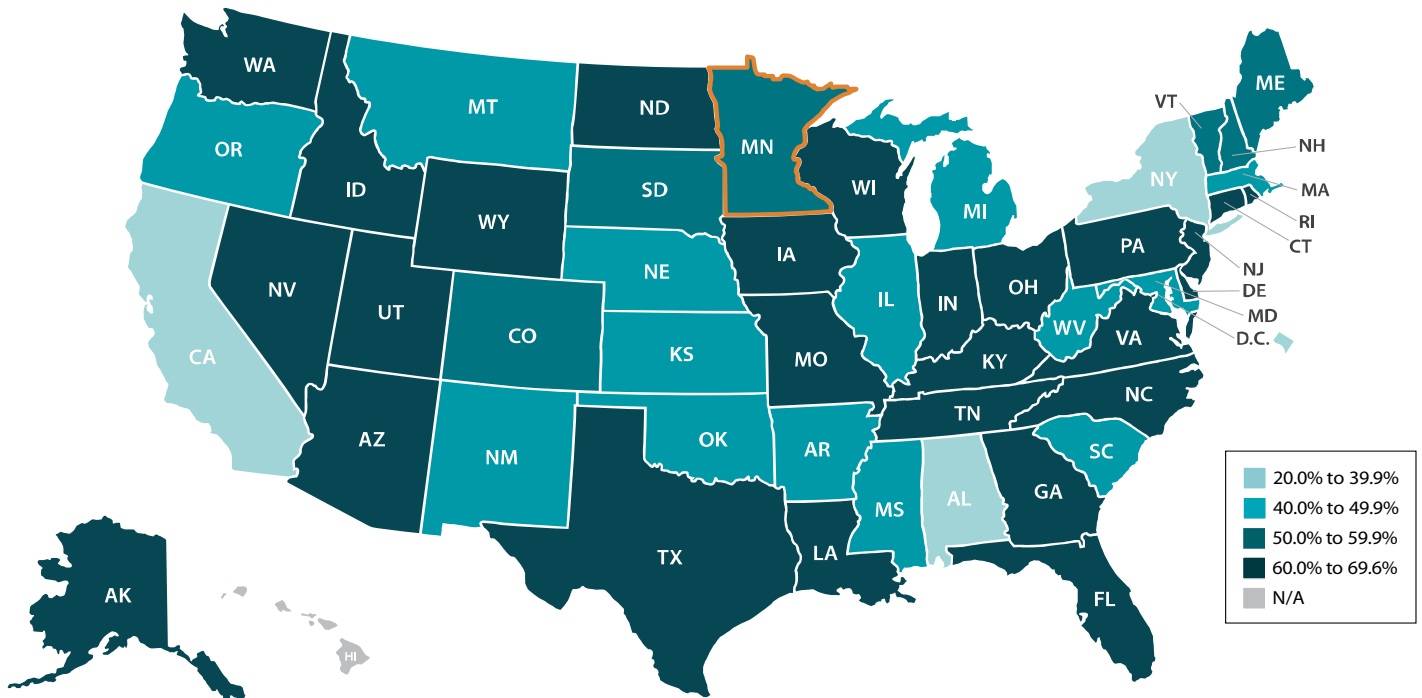 WA
MT
ND
MN
OR
ID
SD
WI
WY
MI
NY
VT
ME
NH
MA
RI
CT
NJ
DE
MD
D.C.
IA
NE
NV
UT
CO
KS
IL
IN
OH
PA
WV
VA
CA
MO
KY
NC
TN
AZ
NM
OK
AR
SC
MS
AL
GA
TX
LA
FL
AK
HI
20.0% to 39.9%
40.0% to 49.9%
50.0% to 59.9%
60.0% to 69.6%
N/A